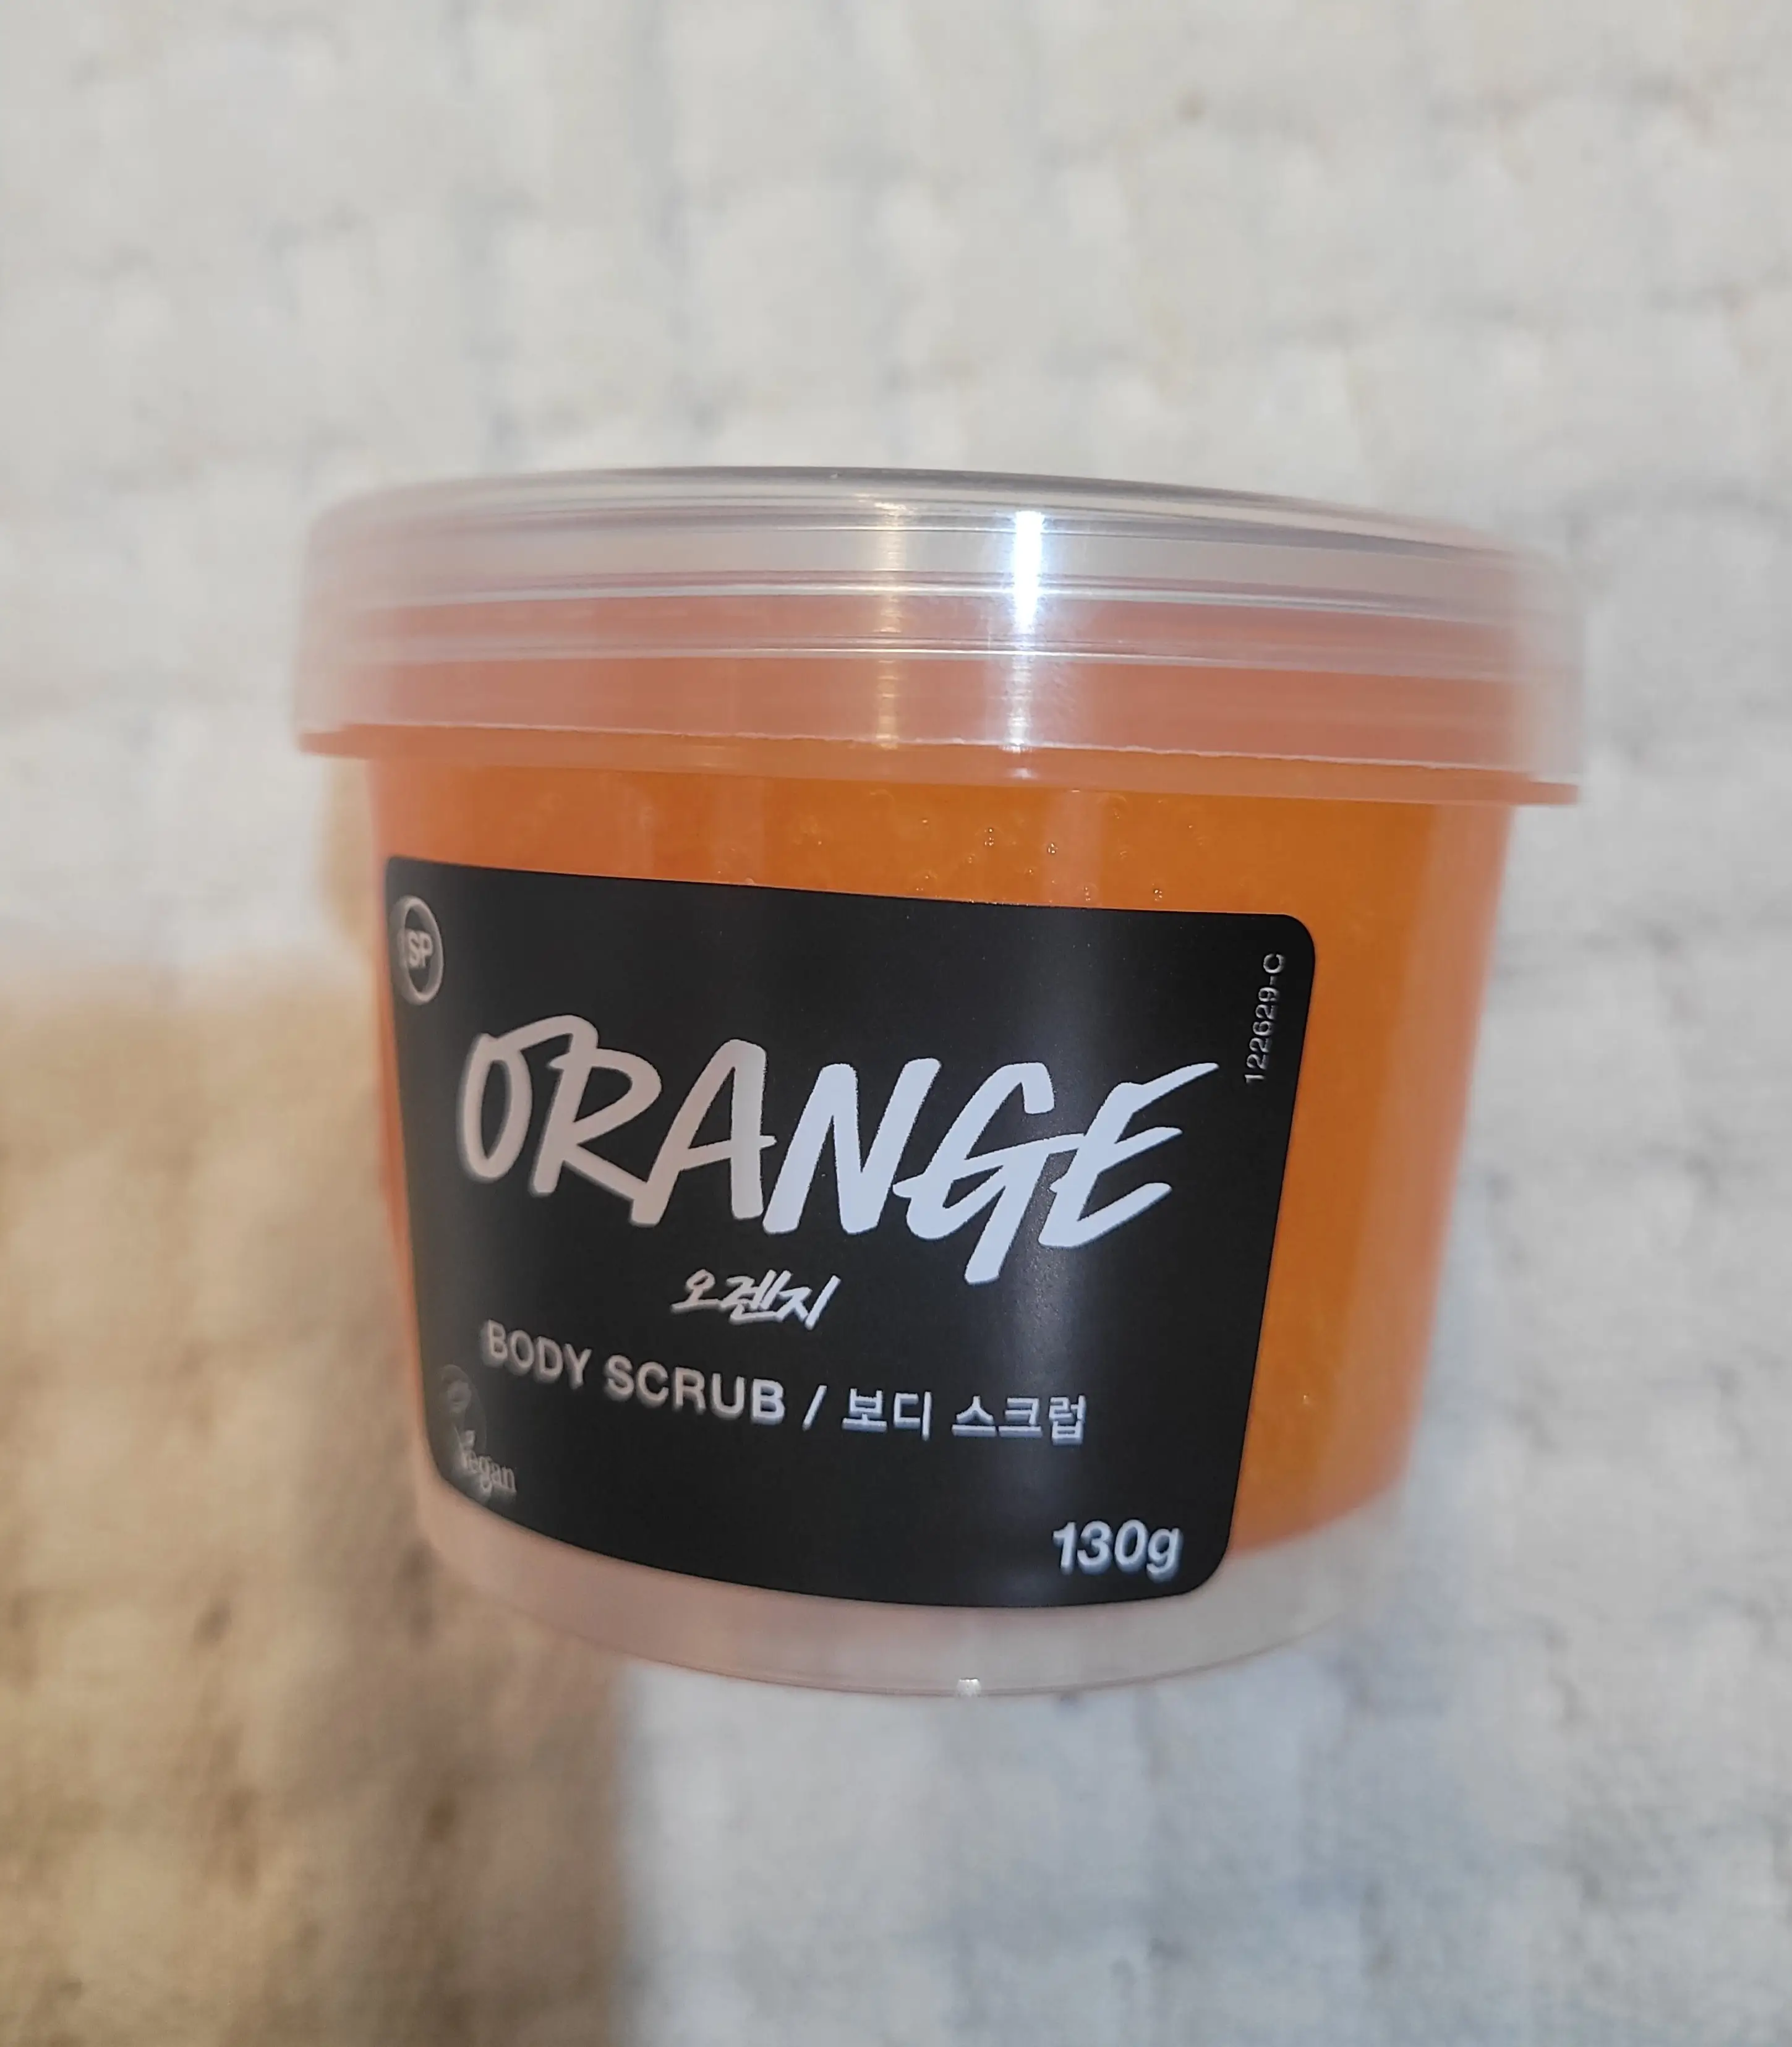 SP
122629-C
ORANGE
오렌지
BODY SCRUB / 보디 스크럽
Vegan
130g